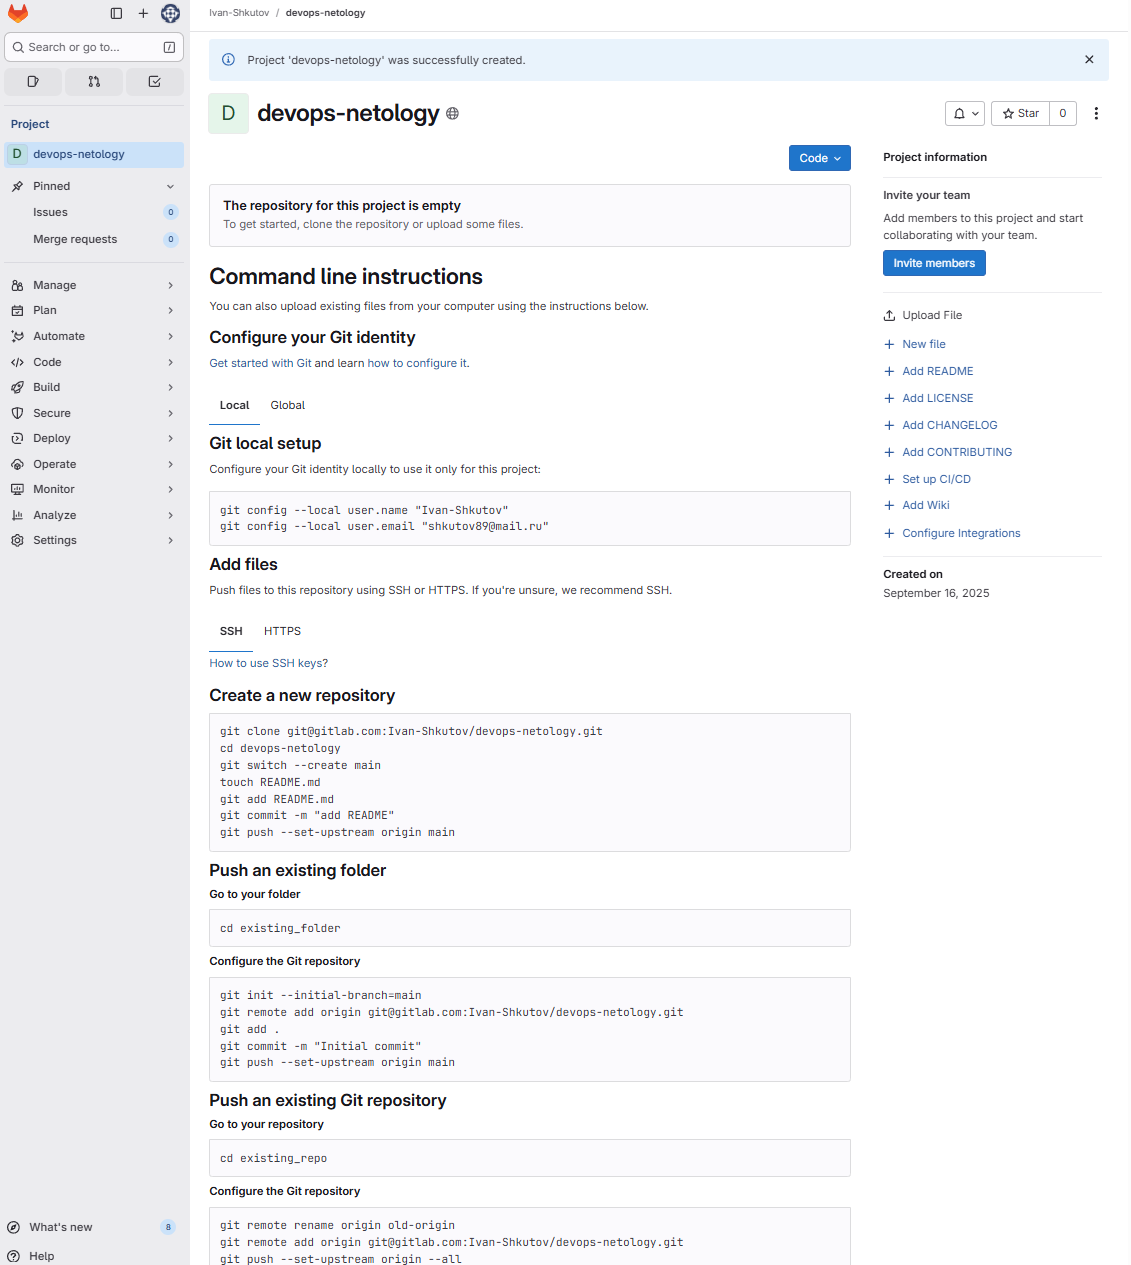 Ivan-Shkutov / devops-netology
Search or go to... /
Project 'devops-netology' was successfully created.
Project
D devops-netology
Pinned
Issues 0
Merge requests 0
Manage
Plan
Automate
Code
Build
Secure
Deploy
Operate
Monitor
Analyze
Settings
What's new 8
Help
D devops-netology
Star 0
Code
The repository for this project is empty
To get started, clone the repository or upload some files.
Command line instructions
You can also upload existing files from your computer using the instructions below.
Configure your Git identity
Get started with Git and learn how to configure it.
Local Global
Git local setup
Configure your Git identity locally to use it only for this project:
git config --local user.name "Ivan-Shkutov"
git config --local user.email "shkutov89@mail.ru"
Add files
Push files to this repository using SSH or HTTPS. If you're unsure, we recommend SSH.
SSH HTTPS
How to use SSH keys?
Create a new repository
git clone git@gitlab.com:Ivan-Shkutov/devops-netology.git
cd devops-netology
git switch --create main
touch README.md
git add README.md
git commit -m "add README"
git push --set-upstream origin main
Push an existing folder
Go to your folder
cd existing_folder
Configure the Git repository
git init --initial-branch=main
git remote add origin git@gitlab.com:Ivan-Shkutov/devops-netology.git
git add .
git commit -m "Initial commit"
git push --set-upstream origin main
Push an existing Git repository
Go to your repository
cd existing_repo
Configure the Git repository
git remote rename origin old-origin
git remote add origin git@gitlab.com:Ivan-Shkutov/devops-netology.git
git push --set-upstream origin --all
Project information
Invite your team
Add members to this project and start
collaborating with your team.
Invite members
Upload File
New file
Add README
Add LICENSE
Add CHANGELOG
Add CONTRIBUTING
Set up CI/CD
Add Wiki
Configure Integrations
Created on
September 16, 2025